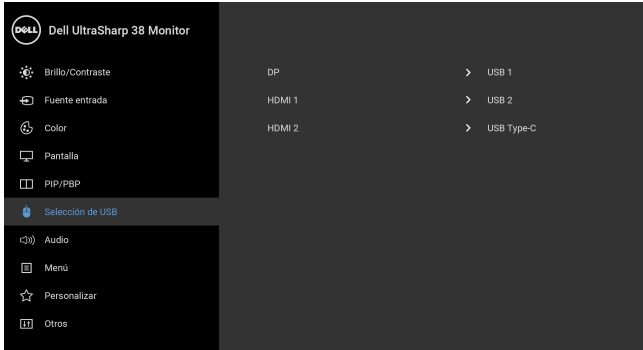 DELL Dell UltraSharp 38 Monitor
Brillo/Contraste
DP > USB 1
Fuente entrada
HDMI 1 > USB 2
Color
HDMI 2 > USB Type-C
Pantalla
PIP/PBP
Selección de USB
Audio
Menú
Personalizar
Otros